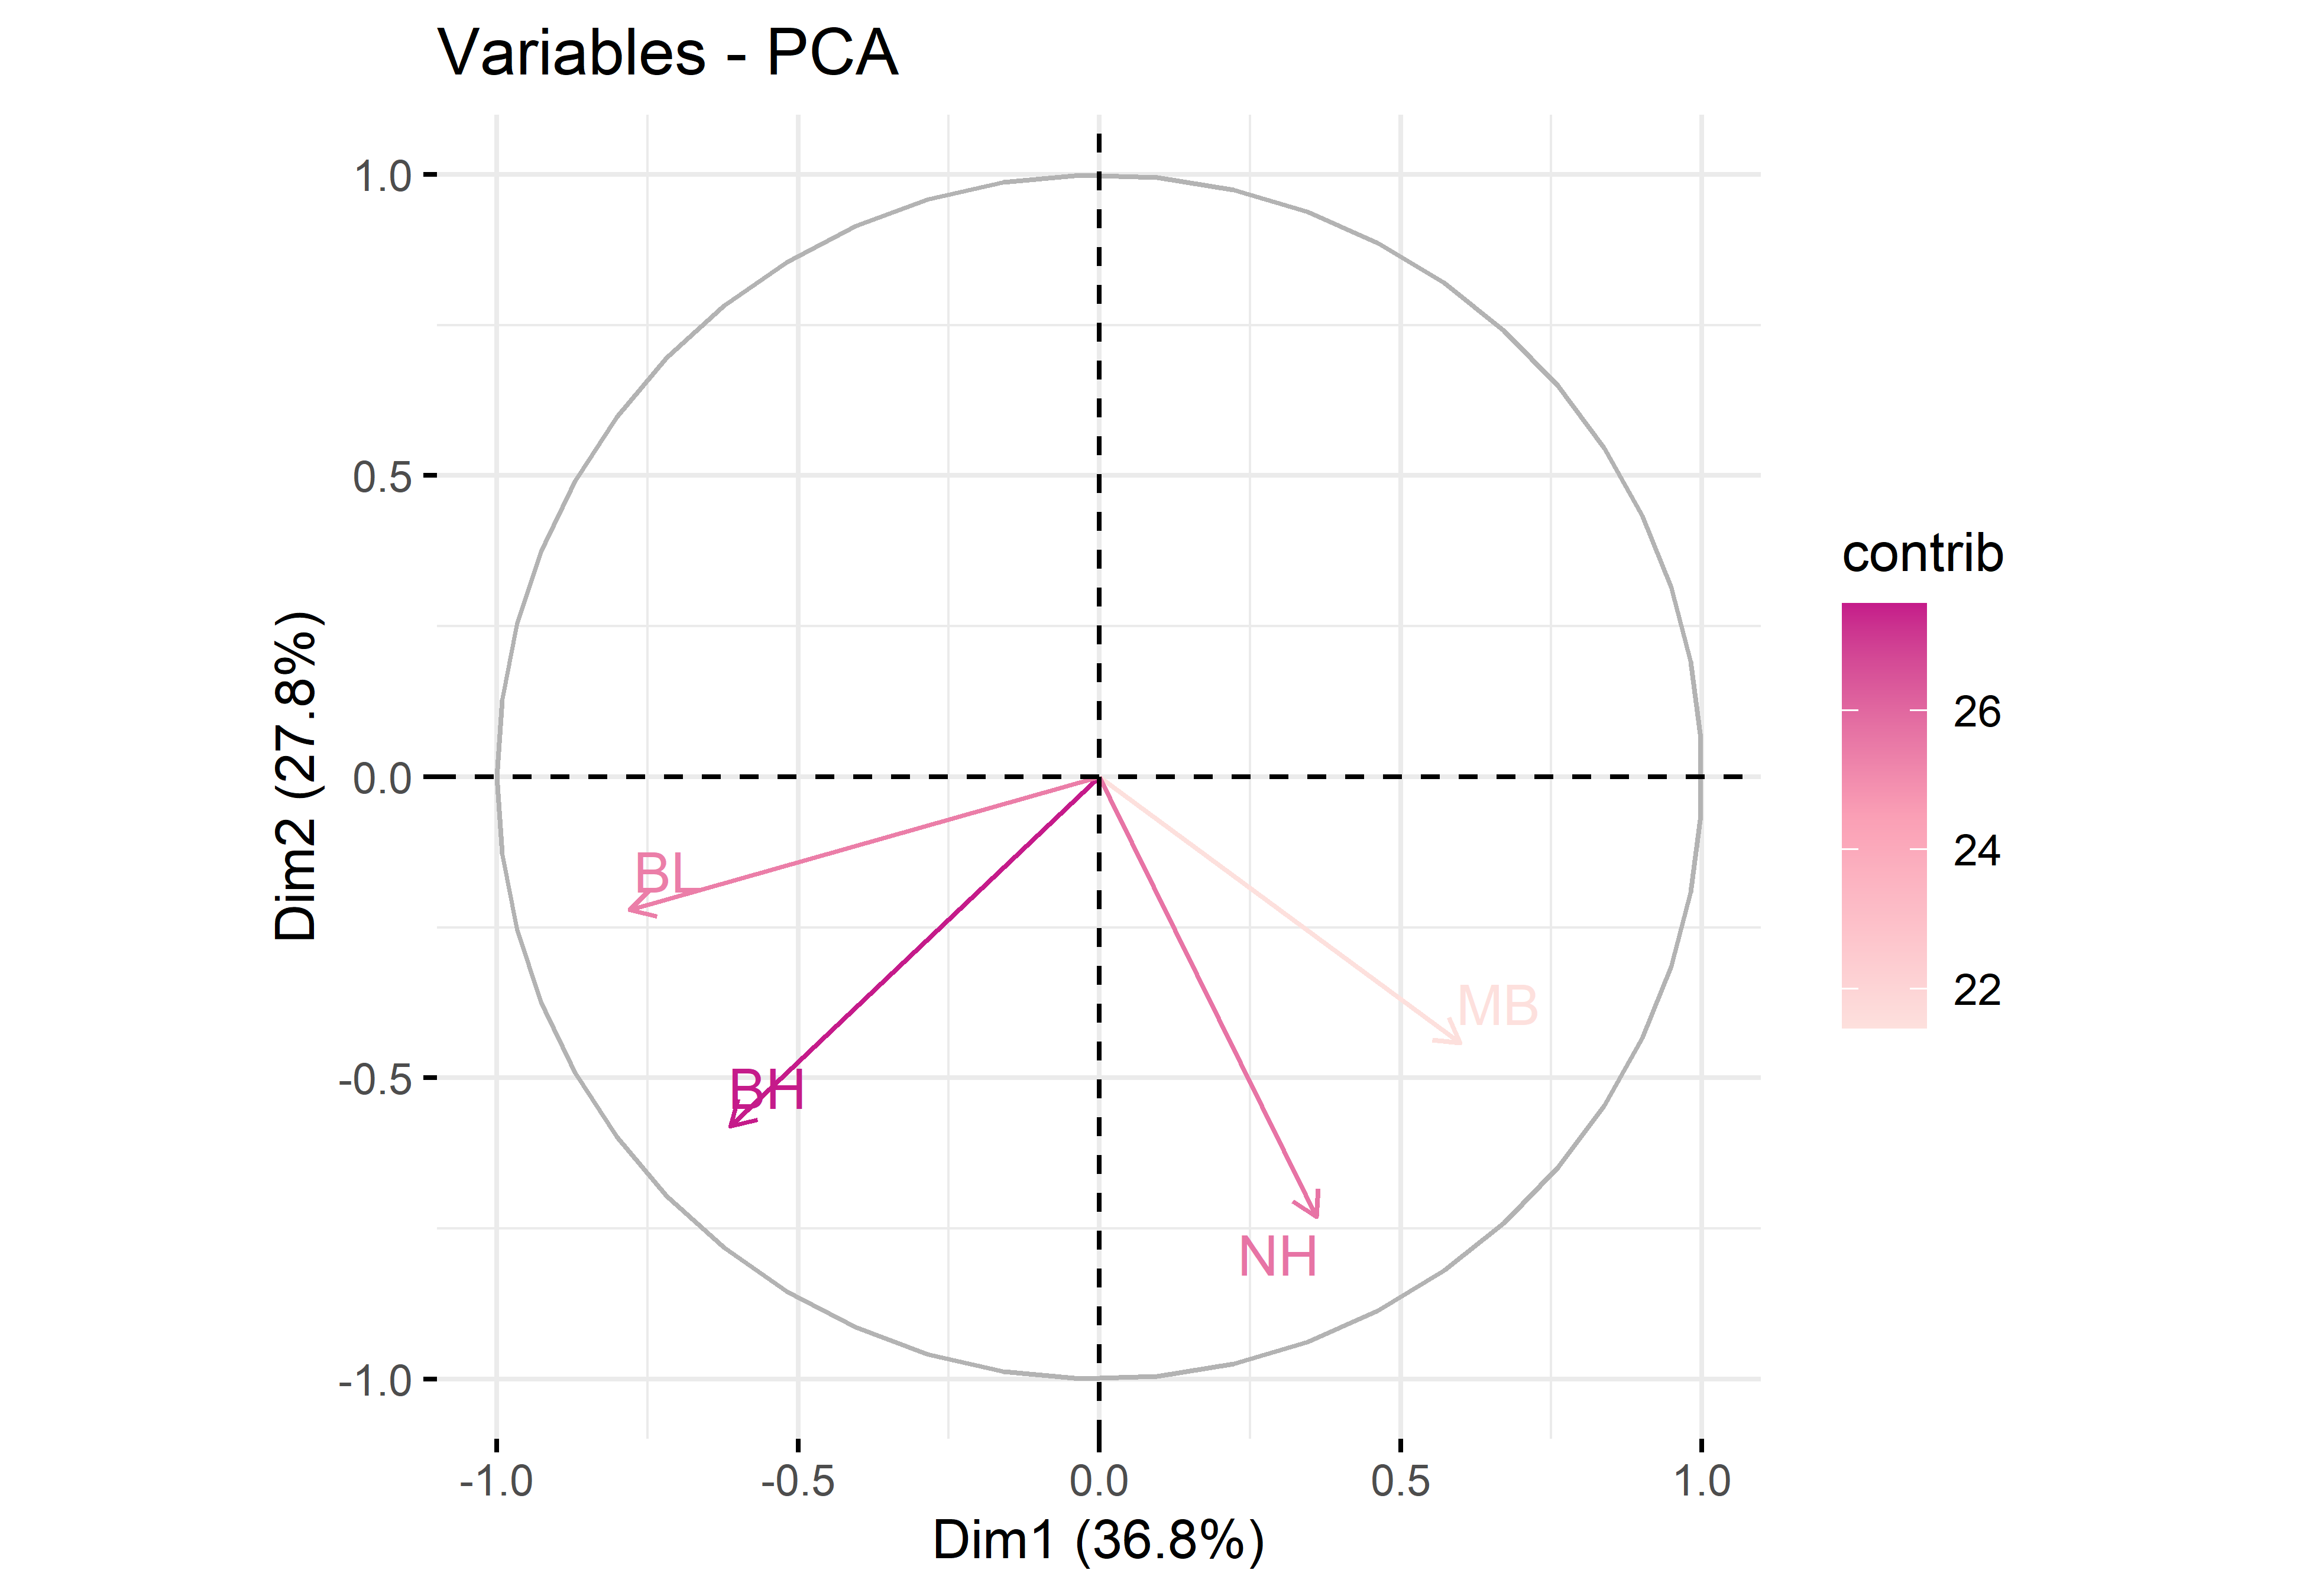 Variables - PCA
1.0
0.5
0.0
-0.5
-1.0
Dim2 (27.8%)
BL
BH
MB
NH
-1.0
-0.5
0.0
0.5
1.0
Dim1 (36.8%)
contrib
26
24
22